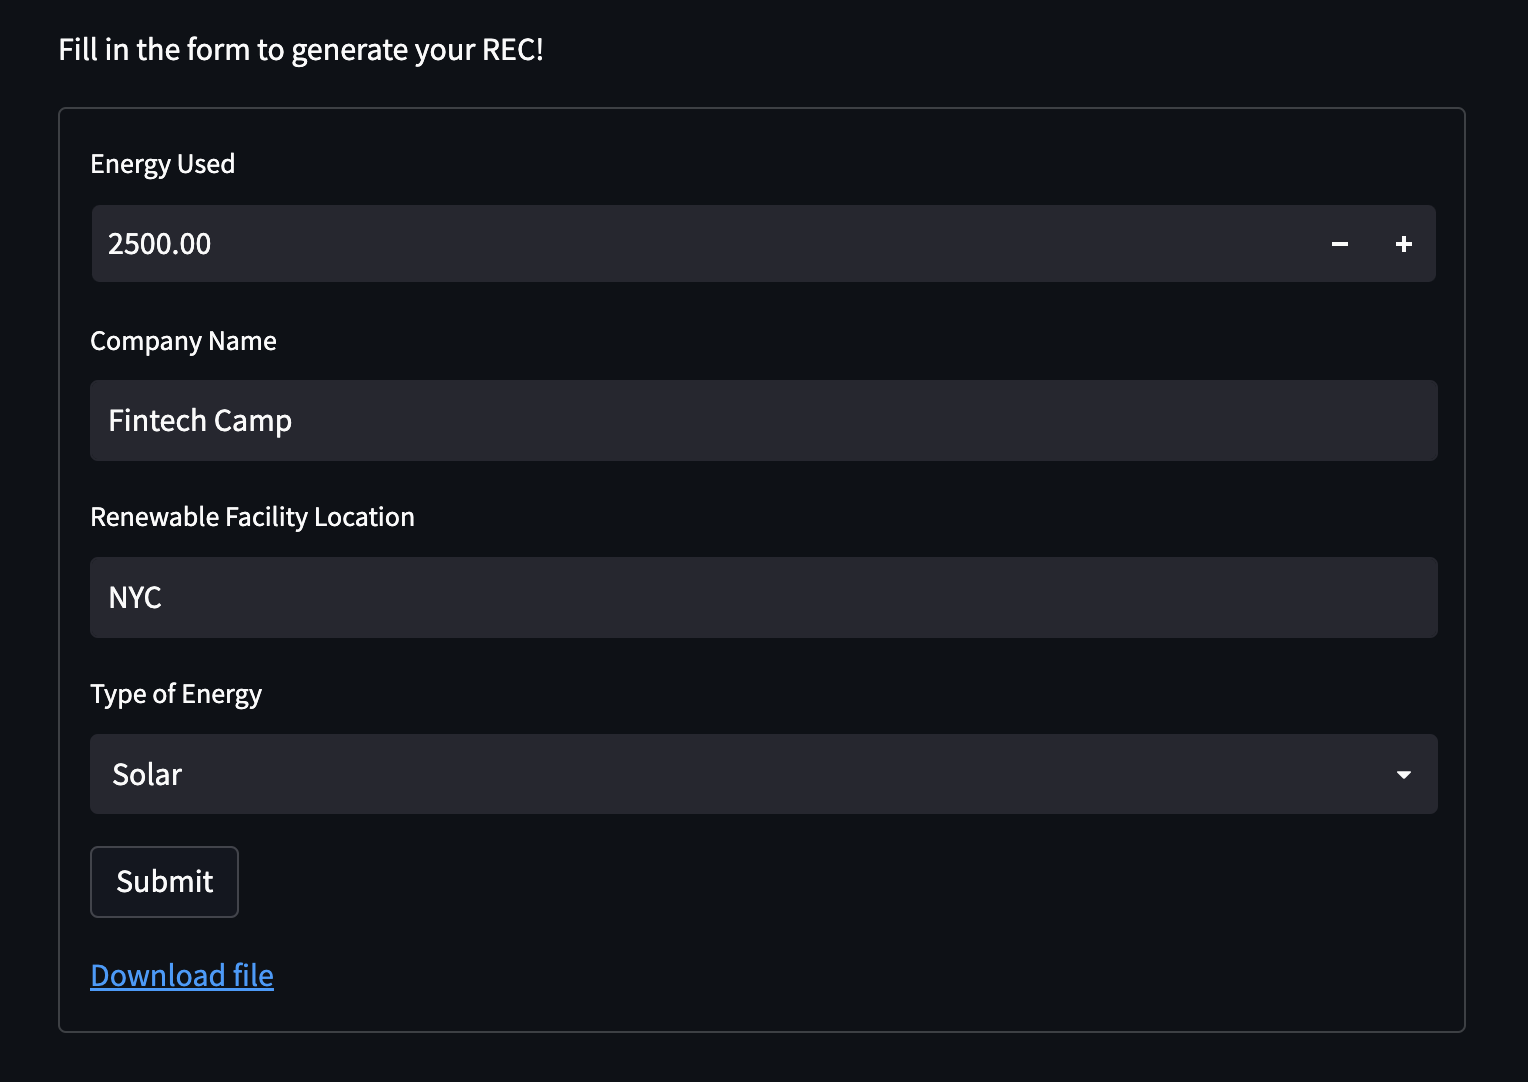 Fill in the form to generate your REC!
Energy Used
2500.00
Company Name
Fintech Camp
Renewable Facility Location
NYC
Type of Energy
Solar
Submit
Download file